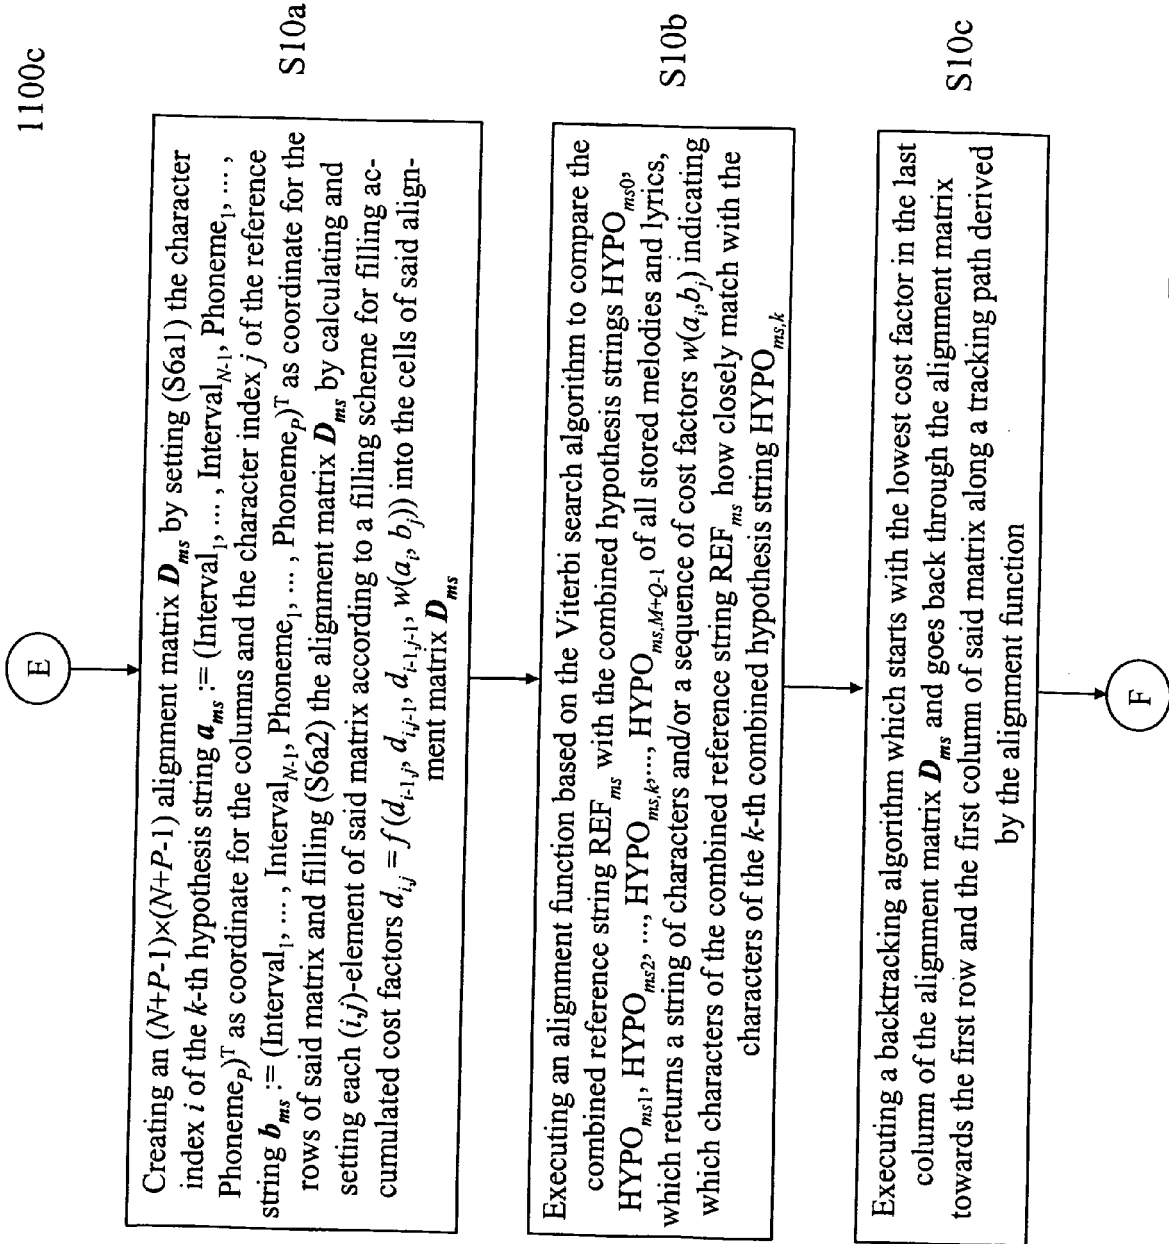 1100c
E
Creating an (N+P-1)×(N+P-1) alignment matrix D_ms by setting (S6a1) the character
index i of the k-th hypothesis string a_ms := (Interval_1, ... , Interval_N-1, Phoneme_1, ... ,
Phoneme_P)^T as coordinate for the columns and the character index j of the reference
string b_ms := (Interval_1, ... , Interval_N-1, Phoneme_1, ... , Phoneme_P)^T as coordinate for the
rows of said matrix and filling (S6a2) the alignment matrix D_ms by calculating and
setting each (i,j)-element of said matrix according to a filling scheme for filling ac-
cumulated cost factors d_i,j = f (d_i-1,j, d_i,j-1, d_i-1,j-1, w(a_i, b_j)) into the cells of said align-
ment matrix D_ms
S10a
Executing an alignment function based on the Viterbi search algorithm to compare the
combined reference string REF_ms with the combined hypothesis strings HYPO_ms0,
HYPO_ms1, HYPO_ms2, ..., HYPO_ms,k,..., HYPO_ms,M+Q-1 of all stored melodies and lyrics,
which returns a string of characters and/or a sequence of cost factors w(a_i,b_j) indicating
which characters of the combined reference string REF_ms how closely match with the
characters of the k-th combined hypothesis string HYPO_ms,k
S10b
Executing a backtracking algorithm which starts with the lowest cost factor in the last
column of the alignment matrix D_ms and goes back through the alignment matrix
towards the first row and the first column of said matrix along a tracking path derived
by the alignment function
S10c
F